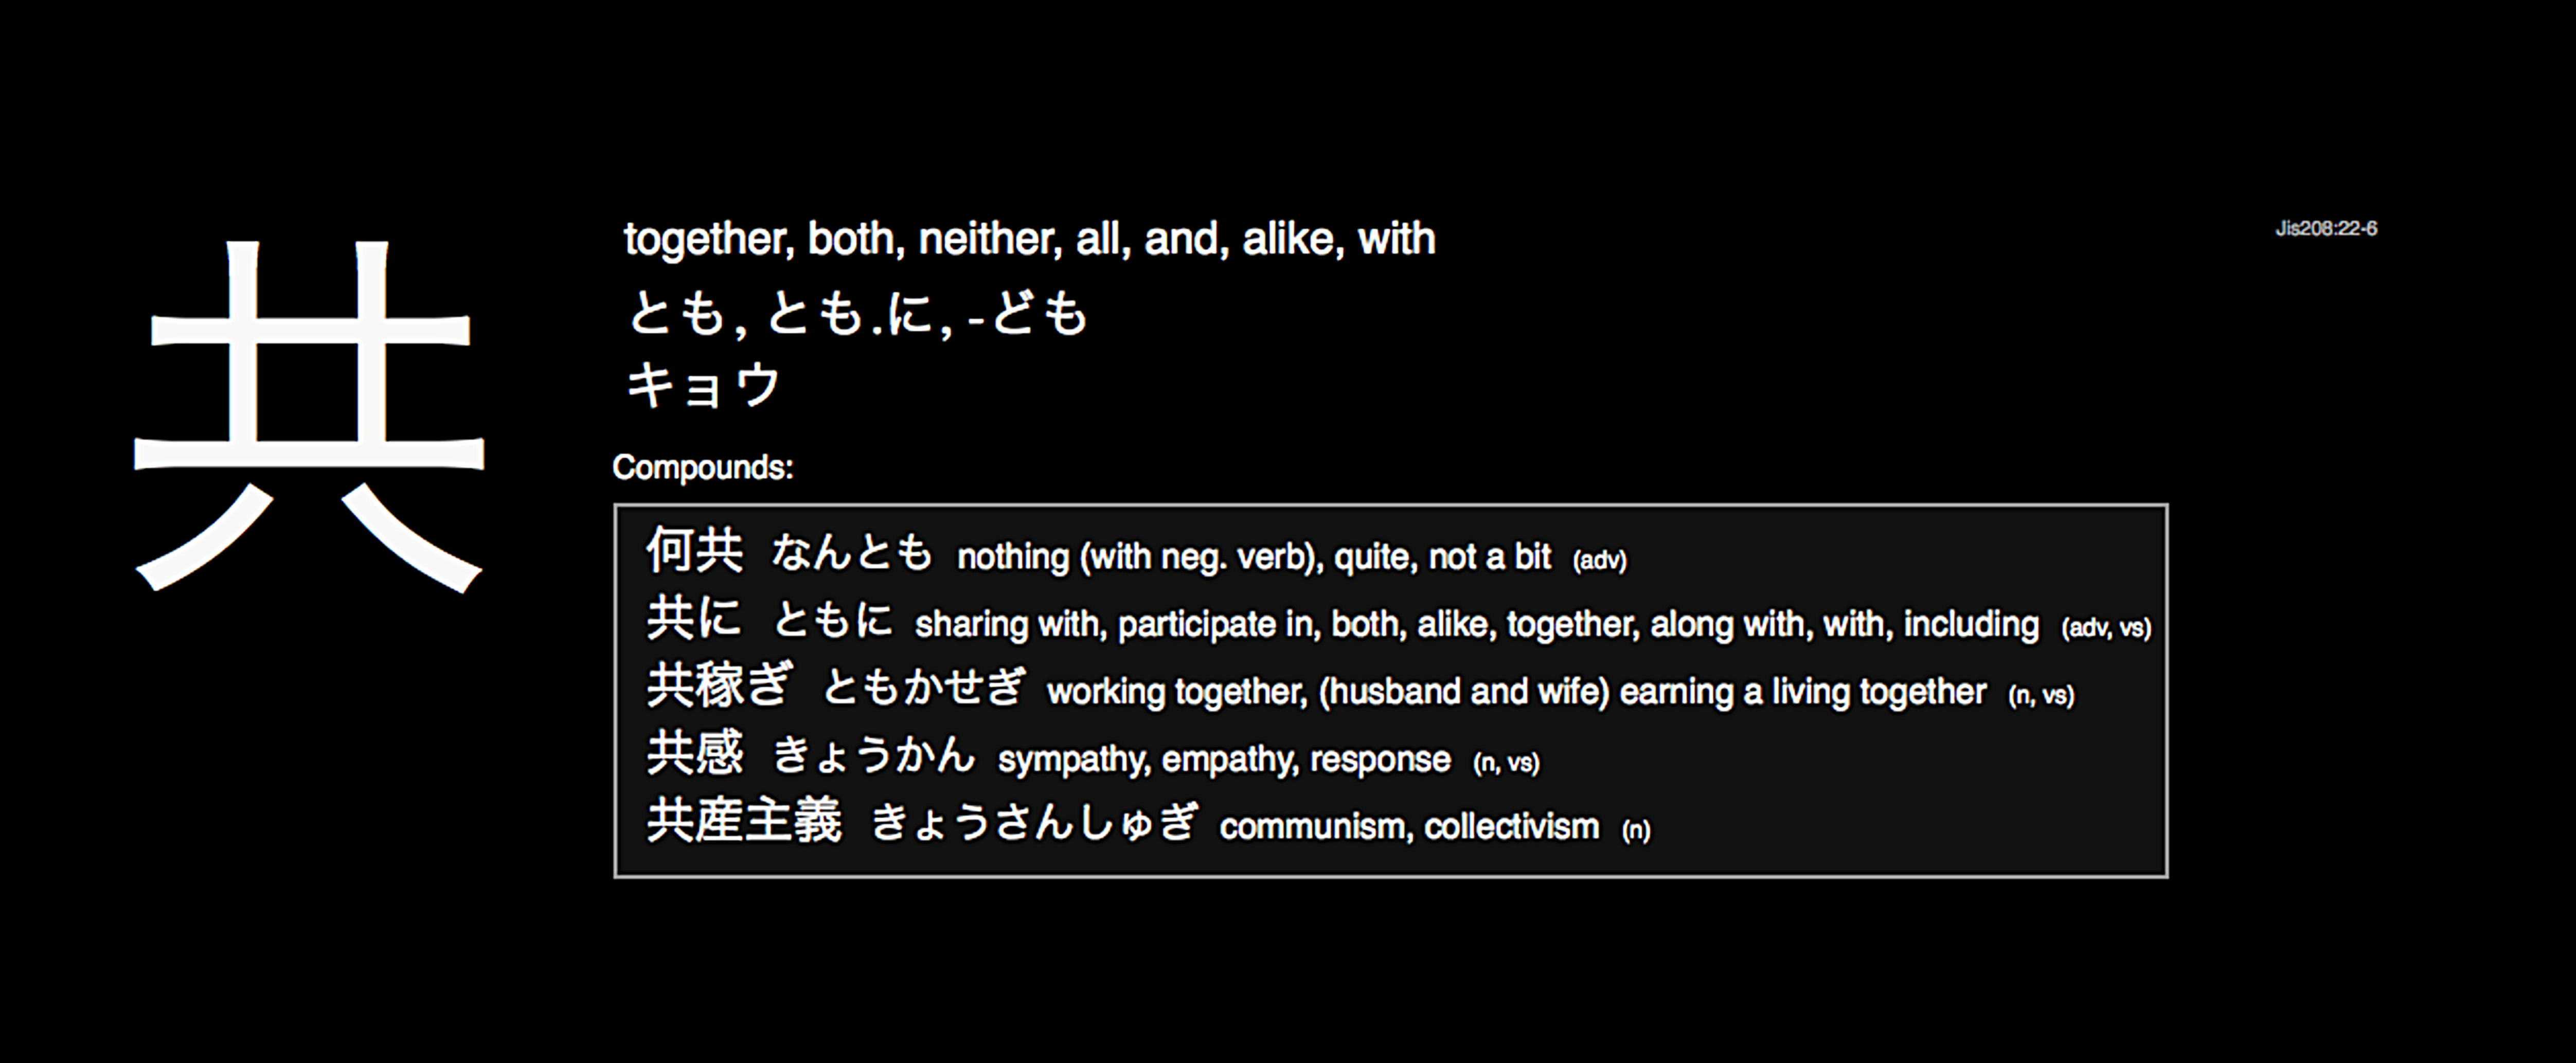 共
together, both, neither, all, and, alike, with
Jis208:22-6
とも, とも.に, -ども
キョウ
Compounds:
何共 なんとも nothing (with neg. verb), quite, not a bit (adv)
共に ともに sharing with, participate in, both, alike, together, along with, with, including (adv, vs)
共稼ぎ ともかせぎ working together, (husband and wife) earning a living together (n, vs)
共感 きょうかん sympathy, empathy, response (n, vs)
共産主義 きょうさんしゅぎ communism, collectivism (n)